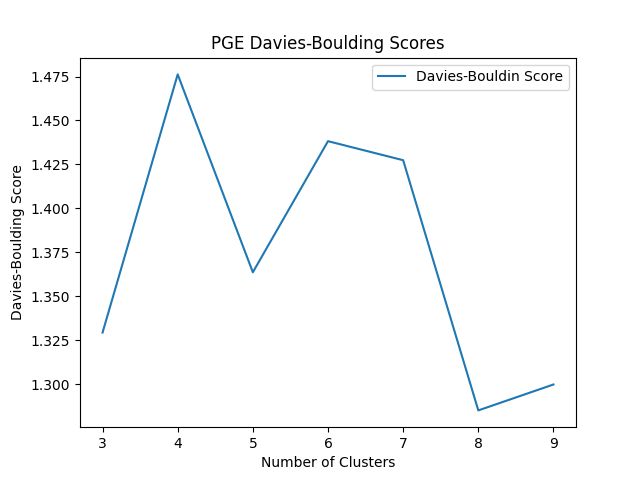 PGE Davies-Boulding Scores
Davies-Bouldin Score
Davies-Boulding Score
1.475
1.450
1.425
1.400
1.375
1.350
1.325
1.300
3 4 5 6 7 8 9
Number of Clusters